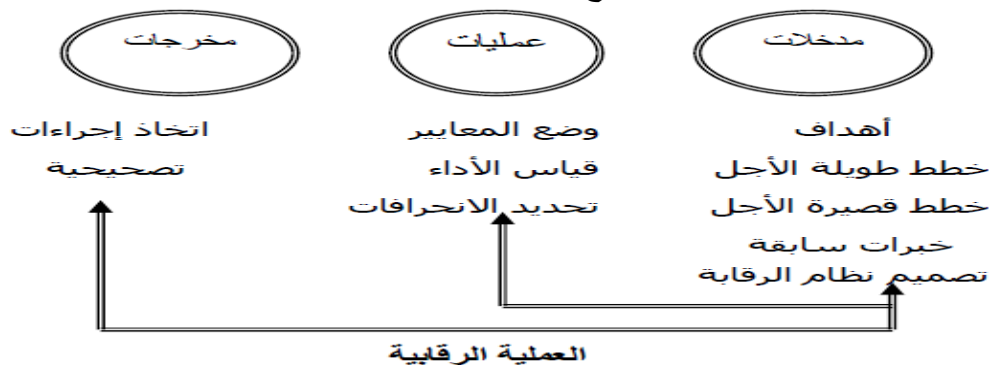 مدخلات
عمليات
مخرجات
أهداف
خطط طويلة الأجل
خطط قصيرة الأجل
خبرات سابقة
تصميم نظام الرقابة
وضع المعايير
قياس الأداء
تحديد الانحرافات
اتخاذ إجراءات
تصحيحية
العملية الرقابية